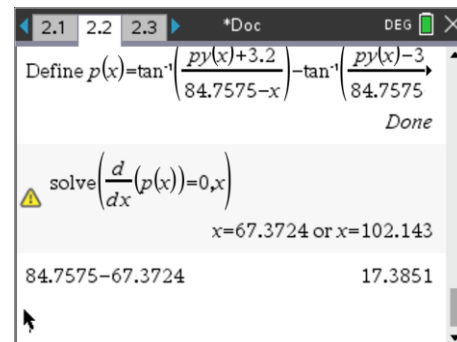 2.1 2.2 2.3 *Doc DEG
Define p(x)=tan⁻¹((py(x)+3.2)/(84.7575−x))−tan⁻¹((py(x)−3)/(84.7575
Done
solve(d/dx(p(x))=0,x)
x=67.3724 or x=102.143
84.7575−67.3724 17.3851